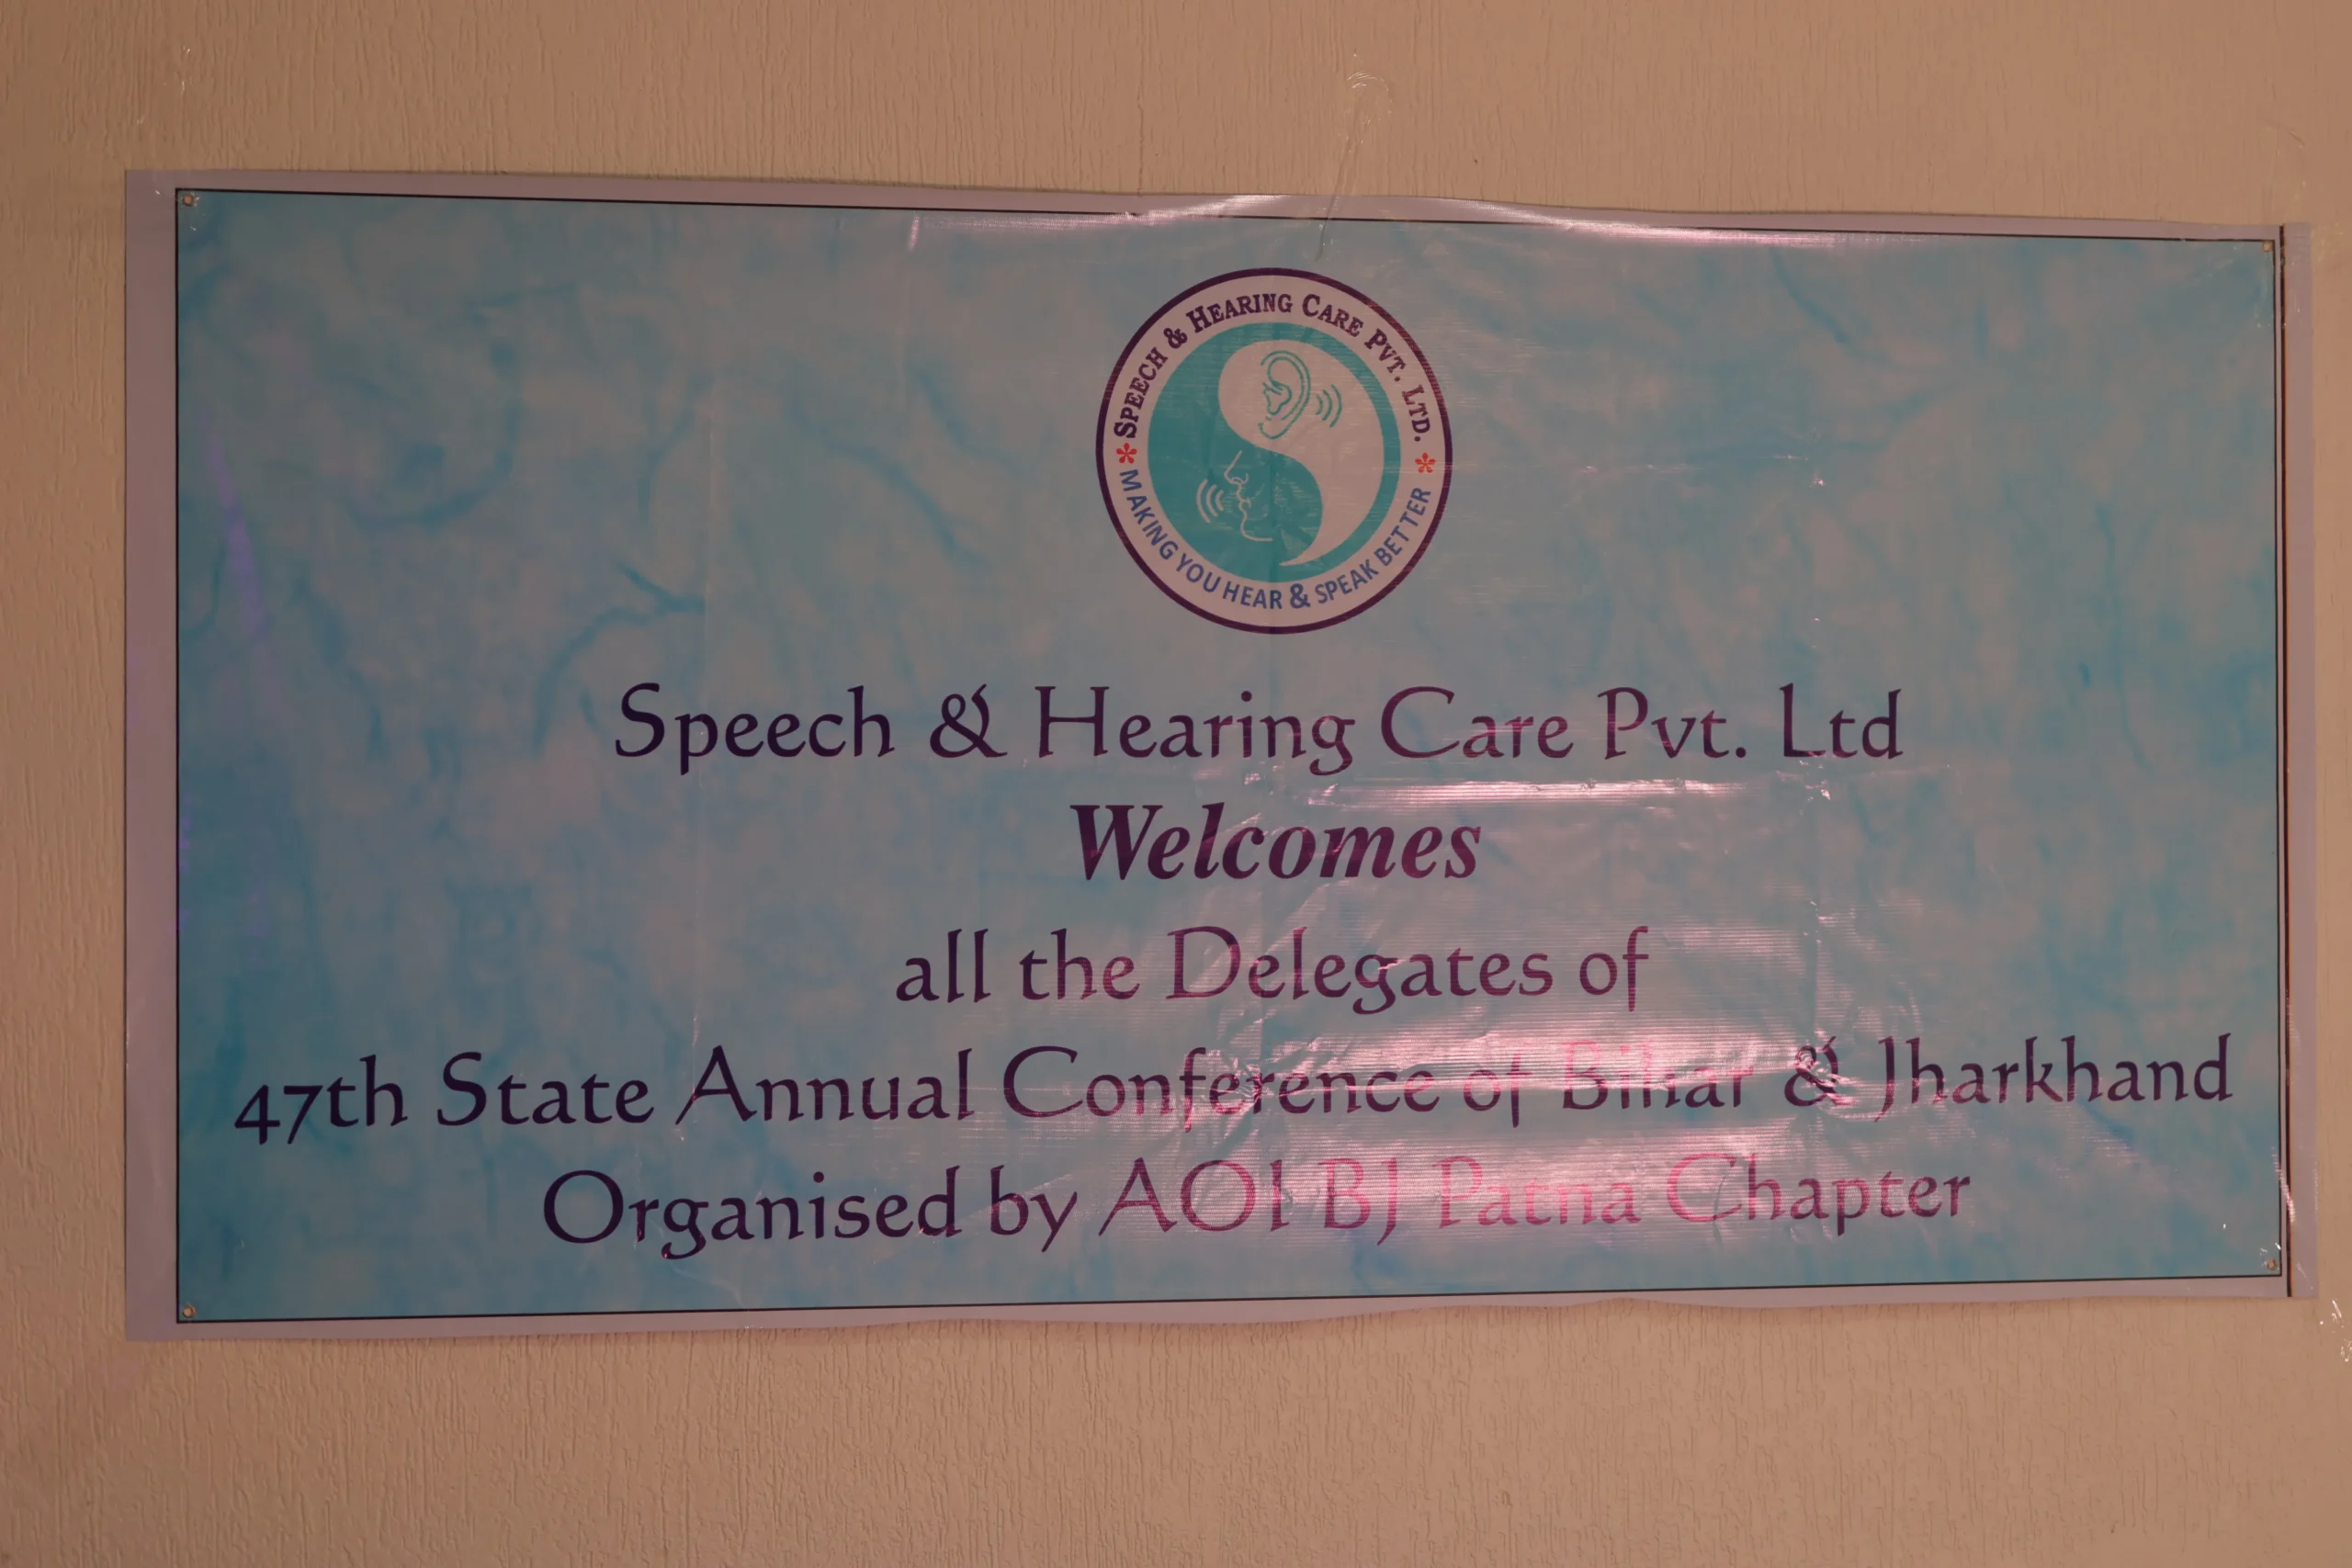 SPEECH & HEARING CARE PVT. LTD.
MAKING YOU HEAR & SPEAK BETTER
Speech & Hearing Care Pvt. Ltd
Welcomes
all the Delegates of
47th State Annual Conference of Bihar & Jharkhand
Organised by AOI BJ Patna Chapter